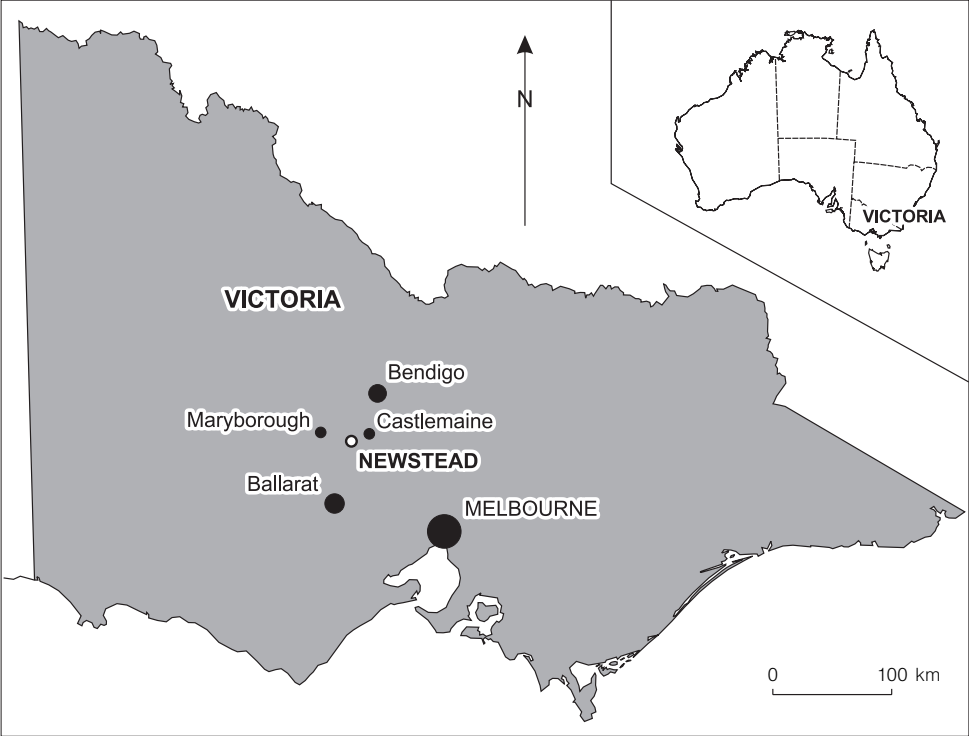 N
VICTORIA
VICTORIA
Bendigo
Maryborough
Castlemaine
NEWSTEAD
Ballarat
MELBOURNE
0 100 km